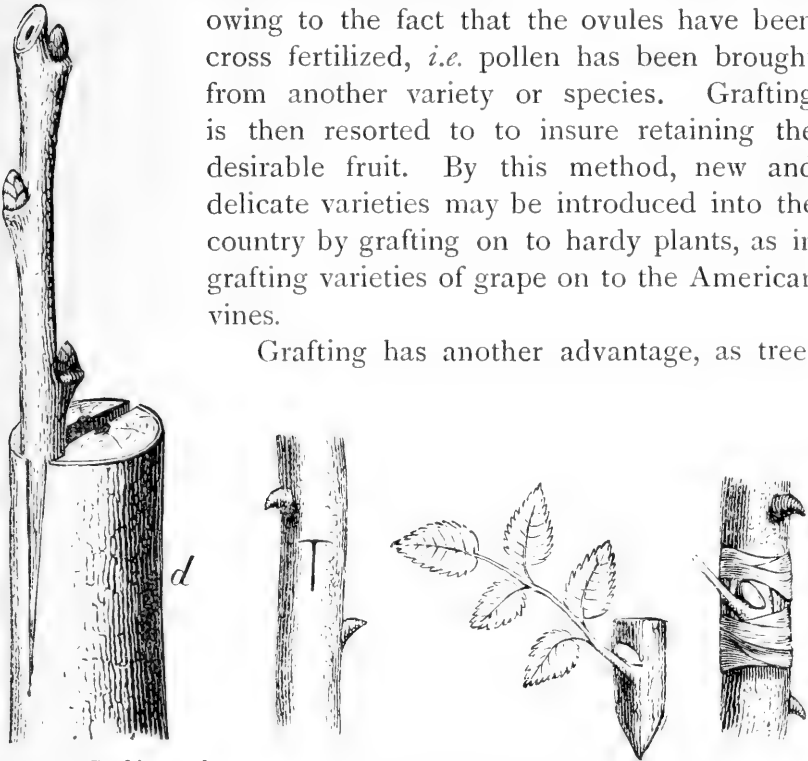 owing to the fact that the ovules have been
cross fertilized, i.e. pollen has been brough
from another variety or species. Grafting
is then resorted to to insure retaining the
desirable fruit. By this method, new and
delicate varieties may be introduced into the
country by grafting on to hardy plants, as in
grafting varieties of grape on to the American
vines.
Grafting has another advantage, as tree
d